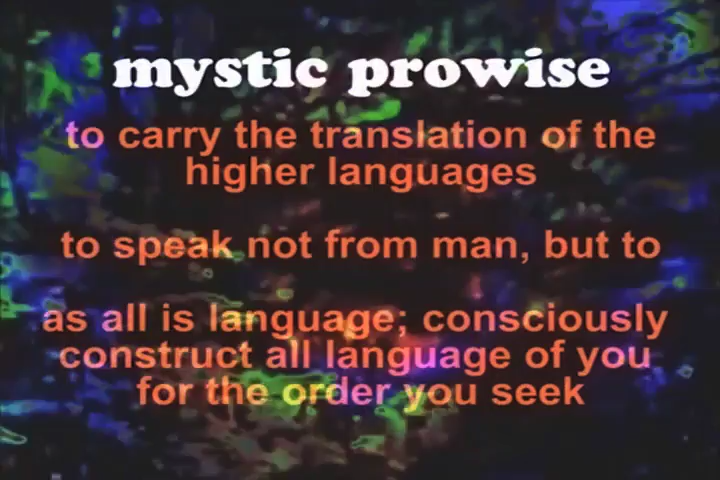 mystic prowise
to carry the translation of the
higher languages
to speak not from man, but to
as all is language; consciously
construct all language of you
for the order you seek